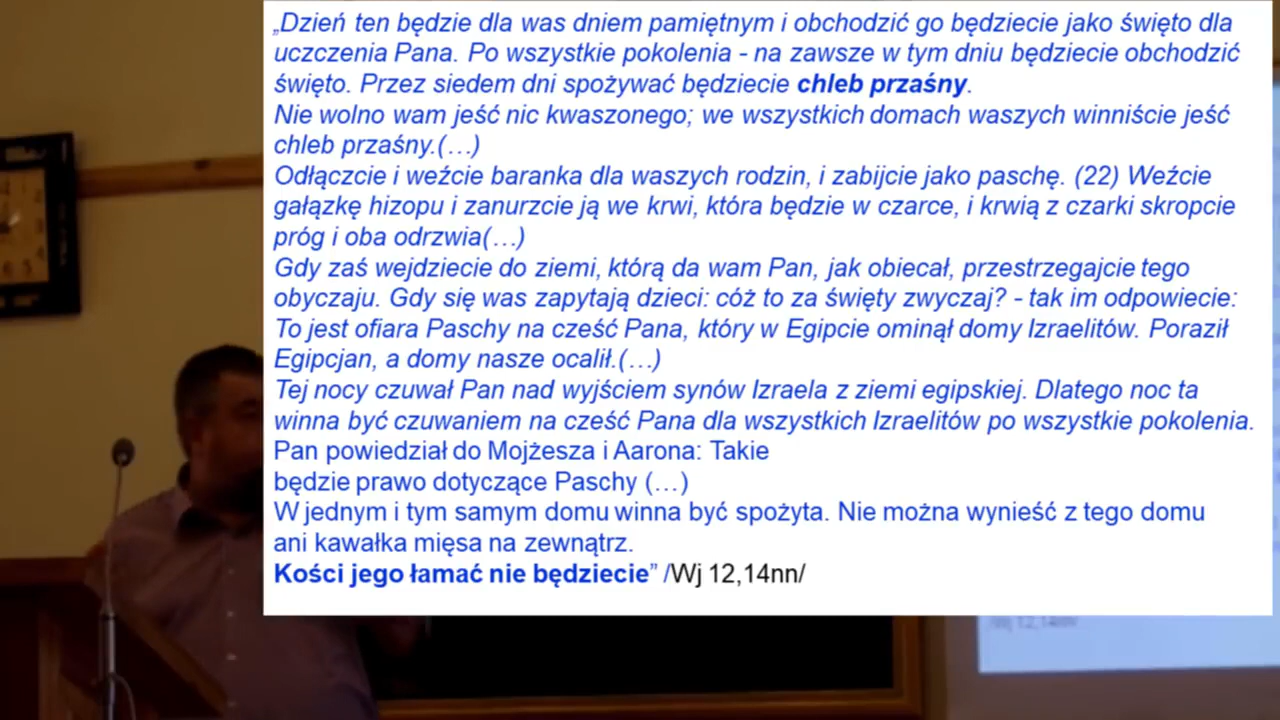 „Dzień ten będzie dla was dniem pamiętnym i obchodzić go będziecie jako święto dla
uczczenia Pana. Po wszystkie pokolenia - na zawsze w tym dniu będziecie obchodzić
święto. Przez siedem dni spożywać będziecie chleb przaśny.
Nie wolno wam jeść nic kwaszonego; we wszystkich domach waszych winniście jeść
chleb przaśny.(…)
Odłączcie i weźcie baranka dla waszych rodzin, i zabijcie jako paschę. (22) Weźcie
gałązkę hizopu i zanurzcie ją we krwi, która będzie w czarce, i krwią z czarki skropcie
próg i oba odrzwia(…)
Gdy zaś wejdziecie do ziemi, którą da wam Pan, jak obiecał, przestrzegajcie tego
obyczaju. Gdy się was zapytają dzieci: cóż to za święty zwyczaj? - tak im odpowiecie:
To jest ofiara Paschy na cześć Pana, który w Egipcie ominął domy Izraelitów. Poraził
Egipcjan, a domy nasze ocalił.(…)
Tej nocy czuwał Pan nad wyjściem synów Izraela z ziemi egipskiej. Dlatego noc ta
winna być czuwaniem na cześć Pana dla wszystkich Izraelitów po wszystkie pokolenia.
Pan powiedział do Mojżesza i Aarona: Takie
będzie prawo dotyczące Paschy (…)
W jednym i tym samym domu winna być spożyta. Nie można wynieść z tego domu
ani kawałka mięsa na zewnątrz.
Kości jego łamać nie będziecie” /Wj 12,14nn/